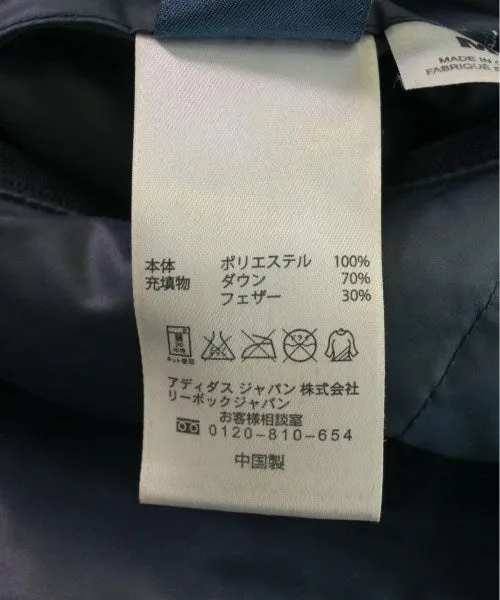 MADE IN
FABRIQUÉ E
本体 ポリエステル 100%
充填物 ダウン 70%
フェザー 30%
ネット使用
アディダス ジャパン 株式会社
リーボックジャパン
お客様相談室
0120-810-654
中国製